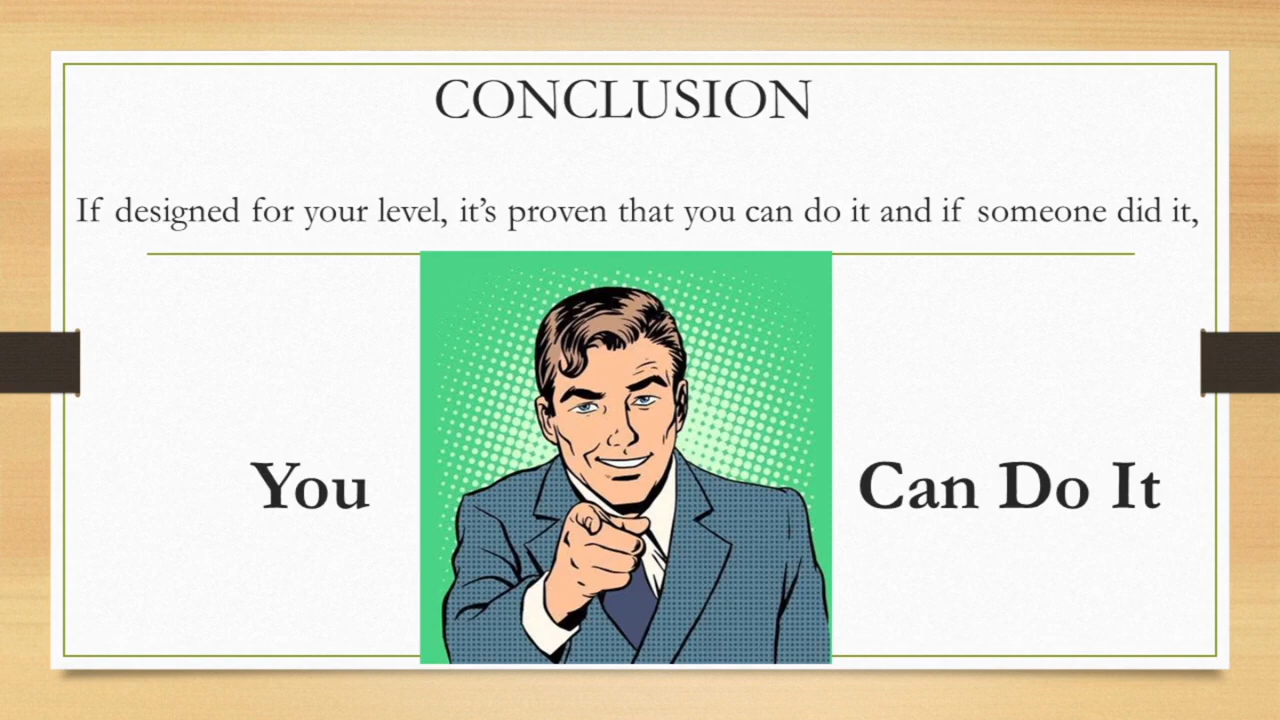 CONCLUSION
If designed for your level, it’s proven that you can do it and if someone did it,
You Can Do It